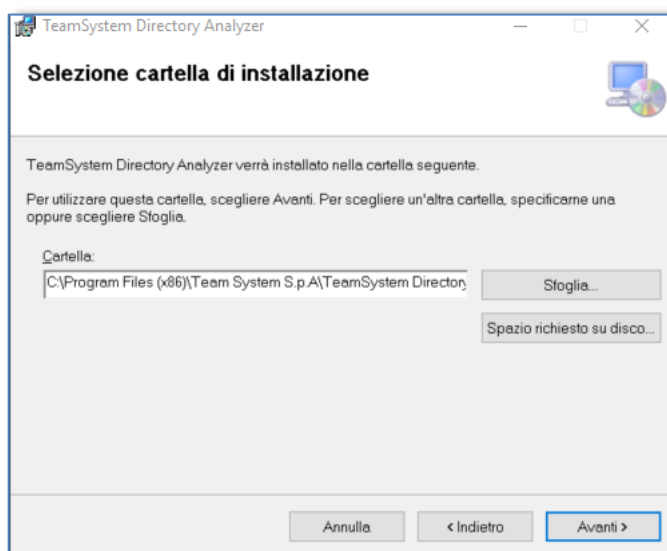 TeamSystem Directory Analyzer
Selezione cartella di installazione
TeamSystem Directory Analyzer verrà installato nella cartella seguente.
Per utilizzare questa cartella, scegliere Avanti. Per scegliere un'altra cartella, specificarne una
oppure scegliere Sfoglia.
Cartella:
C:\Program Files (x86)\Team System S.p.A\TeamSystem Directory
Sfoglia...
Spazio richiesto su disco...
Annulla
< Indietro
Avanti >